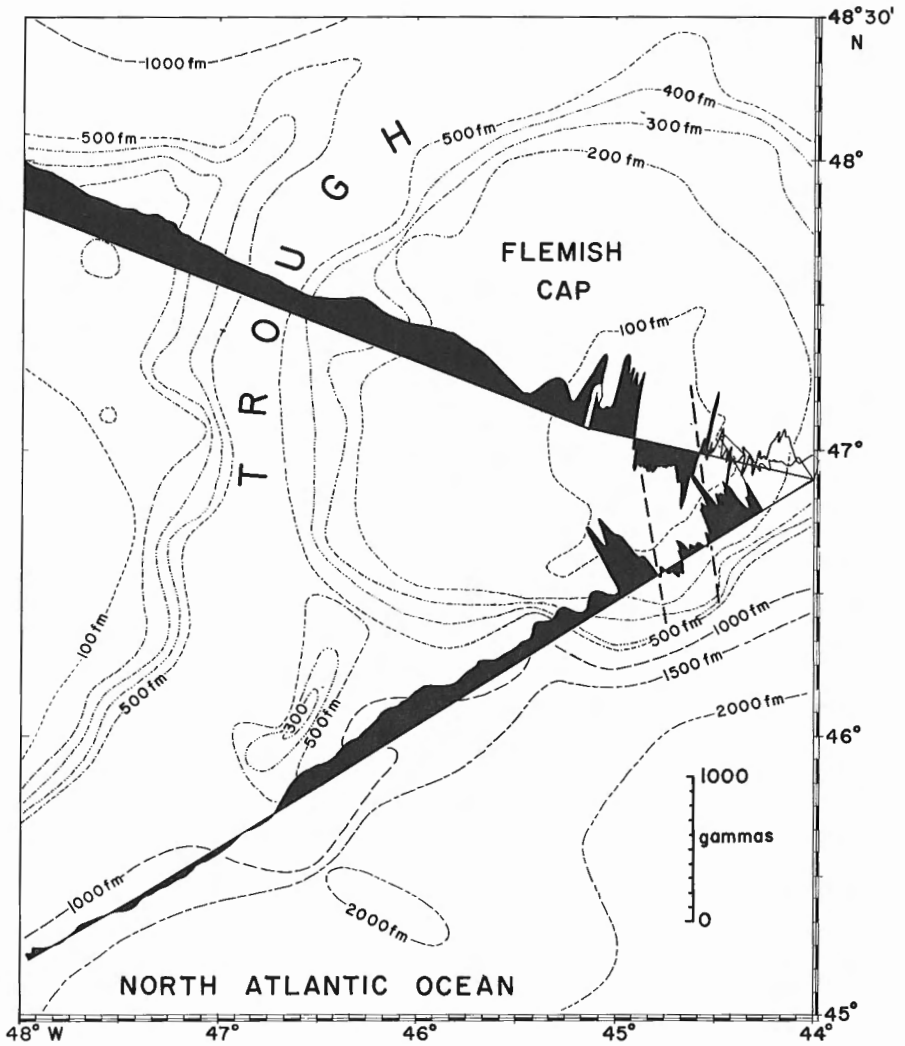 48°30'
N
1000 fm
400 fm
500 fm
500 fm
300 fm
200 fm
48°
TROUGH
FLEMISH
CAP
100 fm
47°
100 fm
500 fm
1000 fm
500 fm
1500 fm
300
500 fm
2000 fm
46°
1000
gammas
0
1000 fm
2000 fm
NORTH ATLANTIC OCEAN
45°
48° W
47°
46°
45°
44°